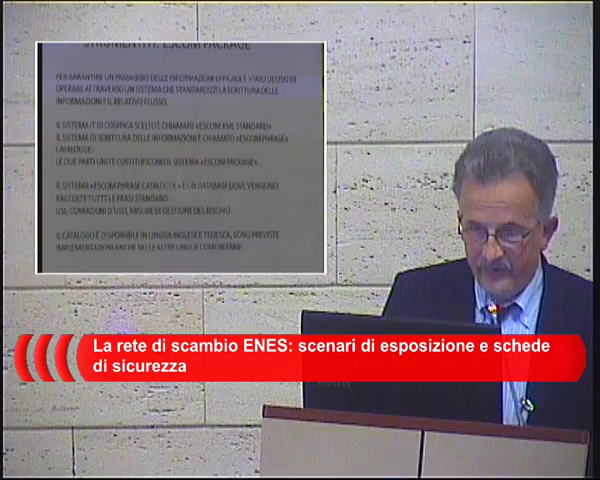 STRUMENTI: ESCOM PACKAGE
PER GARANTIRE UN PASSAGGIO DELLE INFORMAZIONI EFFICALE È STATO DECISO DI
OPERARE ATTRAVERSO UN SISTEMA CHE STANDARDIZZI LA SCRITTURA DELLE
INFORMAZIONI E IL RELATIVO FLUSSO.
IL SISTEMA IT DI CODIFICA SCELTO È CHIAMATO «ESCOM XML STANDARD»
IL SISTEMA DI SCRITTURA DELLE INFORMAZIONI È CHIAMATO «ESCOM PHRASE
CATALOGUE;
LE DUE PARTI UNITE COSTITUISCONO IL SISTEMA «ESCOM PACKAGE».
IL SISTEMA «ESCOM PHRASE CATALOGUE» È UN DATABASE DOVE VENGONO
RACCOLTE TUTTE LE FRASI STANDARD:
USI, CONDIZIONI D'USO, MISURE DI GESTIONE DEL RISCHIO
IL CATALOGO È DISPONIBILE IN LINGUA INGLESE E TEDESCA, SONO PREVISTE
IMPLEMENTAZIONI ANCHE NELLE ALTRE LINGUE COMUNITARIE
La rete di scambio ENES: scenari di esposizione e schede
di sicurezza